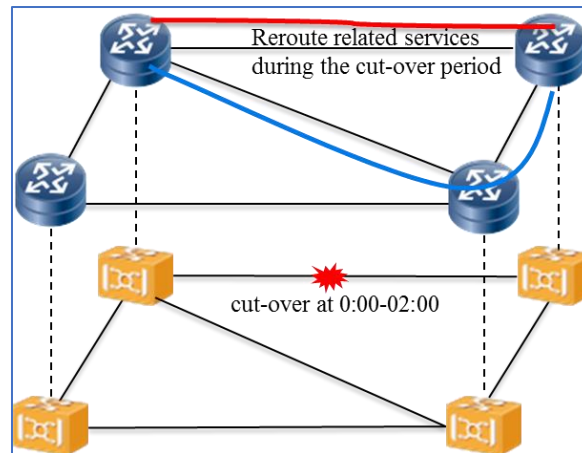 Reroute related services
during the cut-over period
cut-over at 0:00-02:00